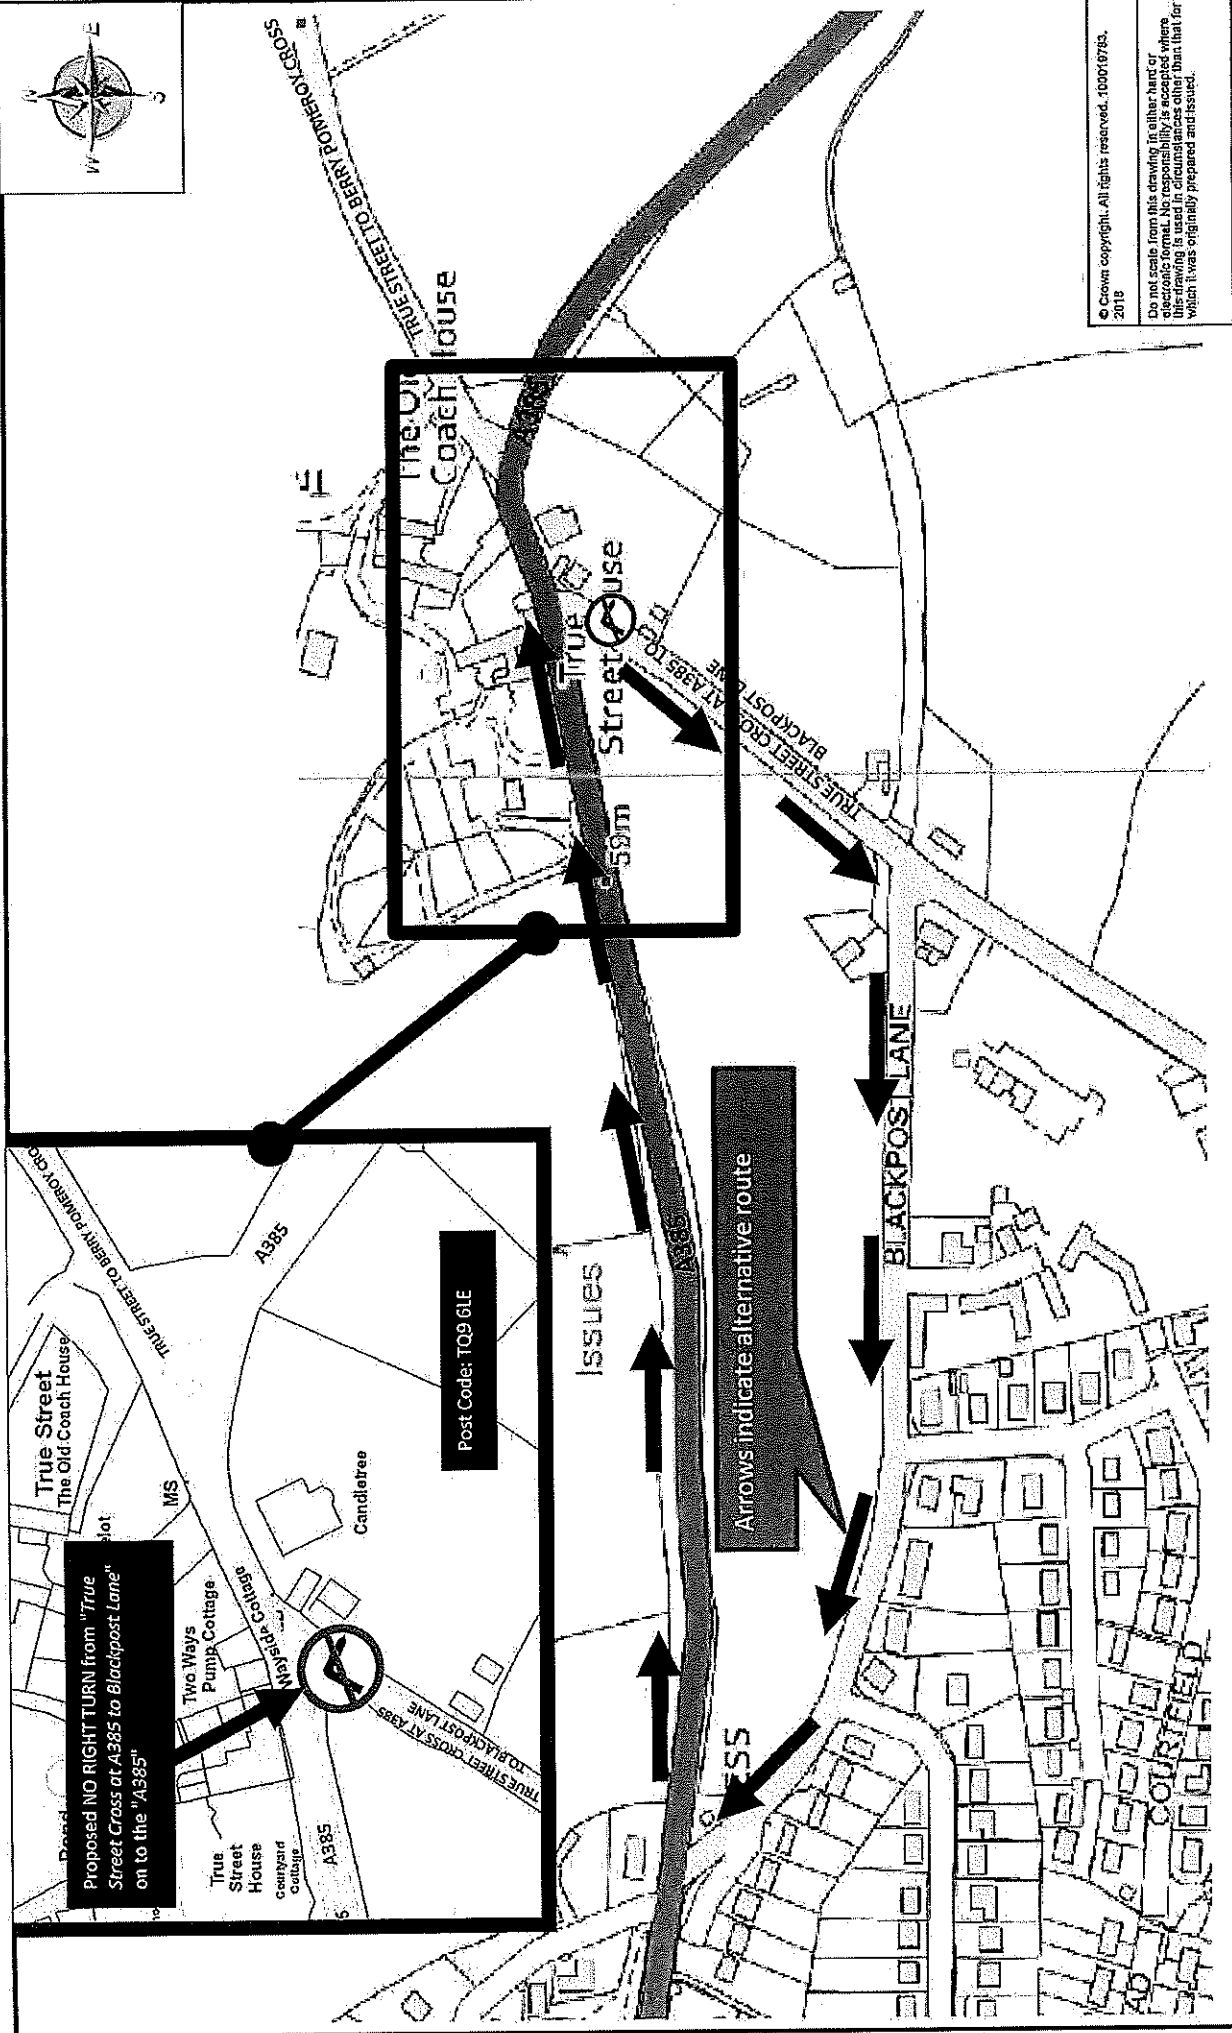 Proposed NO RIGHT TURN from "True
Street Cross at A385 to Blackpost Lane"
on to the "A385"
True Street
The Old Coach House
MS
Two Ways
Pump Cottage
Wayside Cottage
True
Street
House
Courtyard
Cottage
A385
Candletree
A385
TRUE STREET TO BERRY POMEROY CRO
TRUE STREET CROSS AT A385
TO BLACKPOST LANE
Post Code: TQ9 6LE
N
E
S
W
TRUE STREET TO BERRY POMEROY CROSS
The Ol
Coach House
A385
True
Street use
59m
TRUE STREET CROSS AT A385 TO
BLACKPOST LANE
Issues
A385
Arrows indicate alternative route
BLACKPOST LANE
ESS
COURTFIELD
AD
© Crown copyright. All rights reserved. 100019783.
2018
Do not scale from this drawing in either hard or
electronic format. No responsibility is accepted where
this drawing is used in circumstances other than that for
which it was originally prepared and issued.